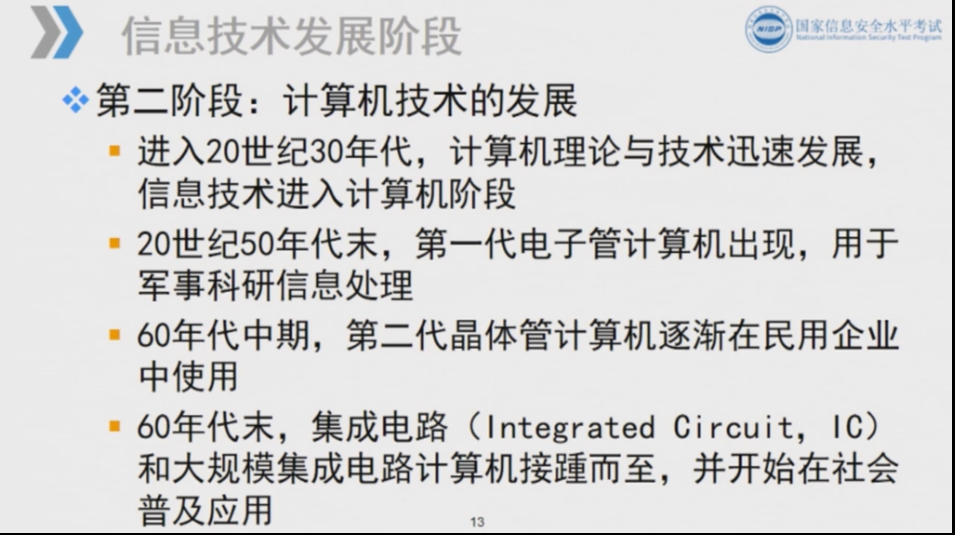 信息技术发展阶段
NISP
国家信息安全水平考试
National Information Security Test Program
第二阶段：计算机技术的发展
进入20世纪30年代，计算机理论与技术迅速发展，
信息技术进入计算机阶段
20世纪50年代末，第一代电子管计算机出现，用于
军事科研信息处理
60年代中期，第二代晶体管计算机逐渐在民用企业
中使用
60年代末，集成电路（Integrated Circuit, IC）
和大规模集成电路计算机接踵而至，并开始在社会
普及应用
13